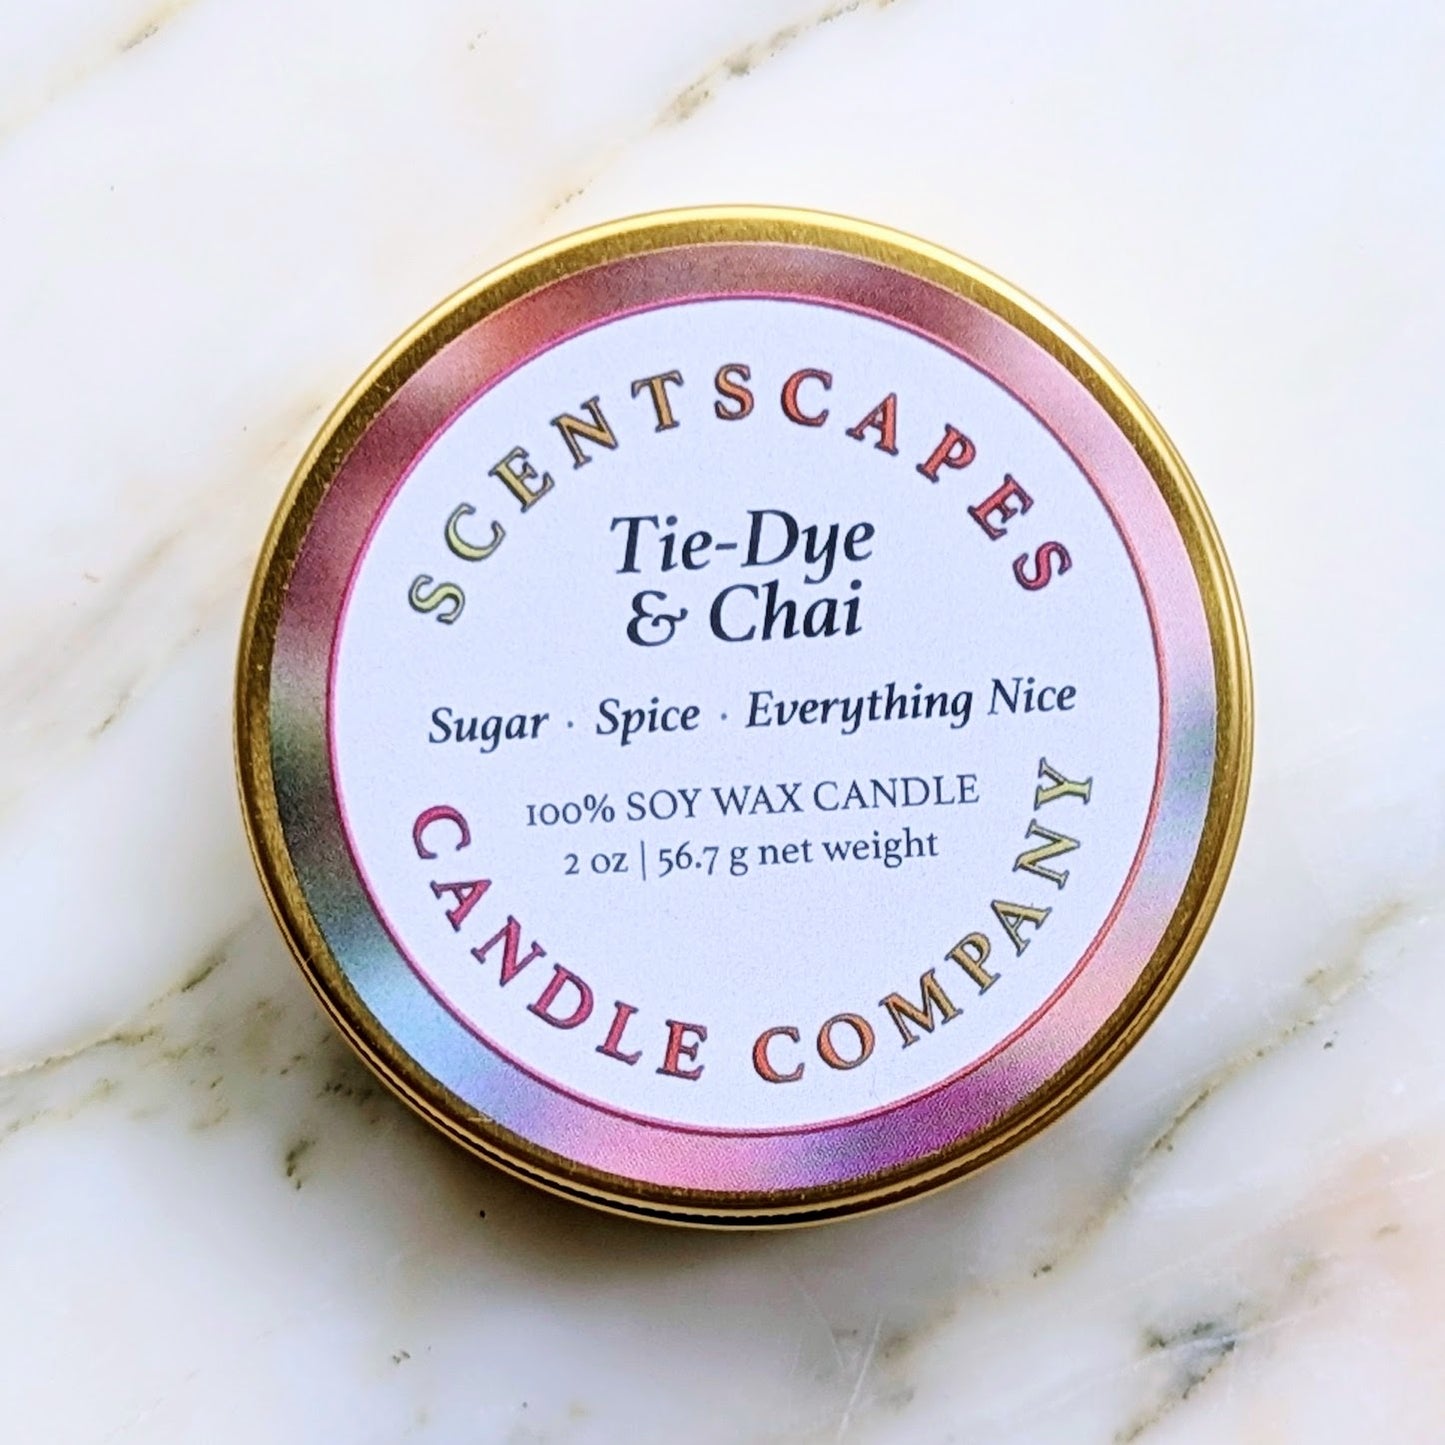 SCENTSCAPES
Tie-Dye
& Chai
Sugar · Spice · Everything Nice
100% SOY WAX CANDLE
2 oz | 56.7 g net weight
CANDLE COMPANY